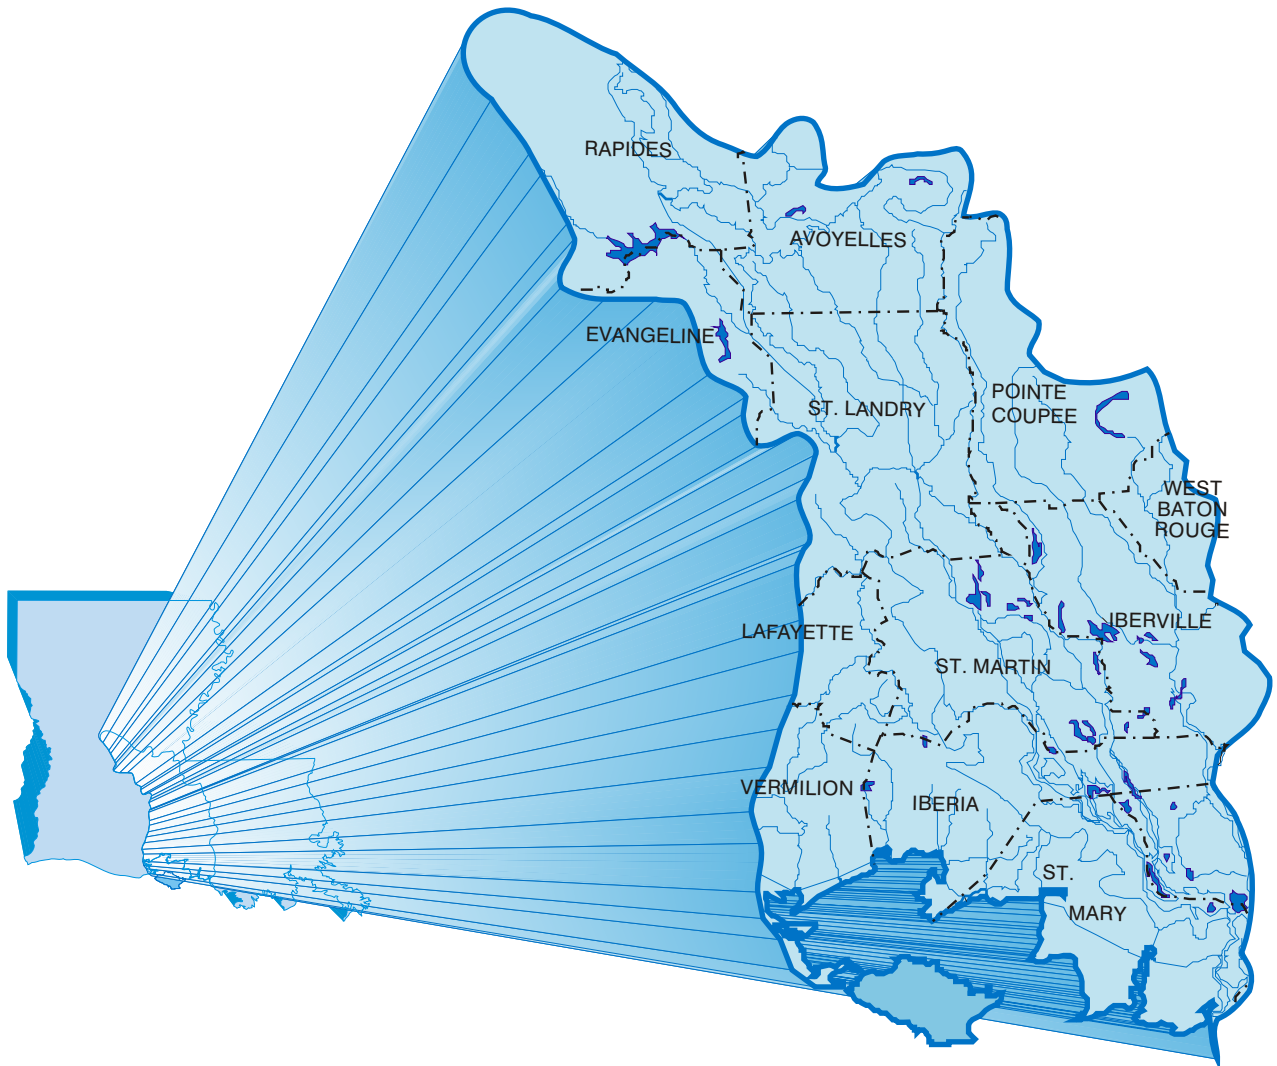 RAPIDES
AVOYELLES
EVANGELINE
ST. LANDRY
POINTE
COUPEE
WEST
BATON
ROUGE
LAFAYETTE
IBERVILLE
ST. MARTIN
VERMILION
IBERIA
ST.
MARY